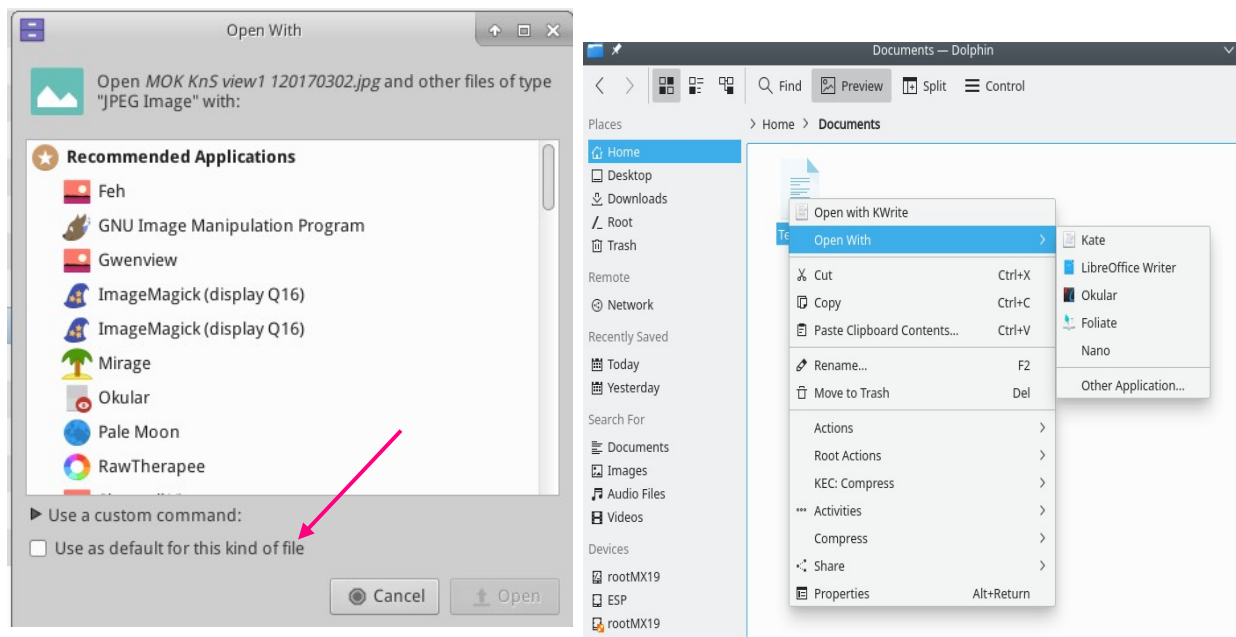 Open With
Open MOK KnS view1 120170302.jpg and other files of type
"JPEG Image" with:
Recommended Applications
Feh
GNU Image Manipulation Program
Gwenview
ImageMagick (display Q16)
ImageMagick (display Q16)
Mirage
Okular
Pale Moon
RawTherapee
Use a custom command:
Use as default for this kind of file
Cancel
Open
Documents — Dolphin
Find
Preview
Split
Control
Places
Home
Desktop
Downloads
Root
Trash
Remote
Network
Recently Saved
Today
Yesterday
Search For
Documents
Images
Audio Files
Videos
Devices
rootMX19
ESP
rootMX19
> Home > Documents
Te
Open with KWrite
Open With
Cut Ctrl+X
Copy Ctrl+C
Paste Clipboard Contents... Ctrl+V
Rename... F2
Move to Trash Del
Actions
Root Actions
KEC: Compress
Activities
Compress
Share
Properties Alt+Return
Kate
LibreOffice Writer
Okular
Foliate
Nano
Other Application...